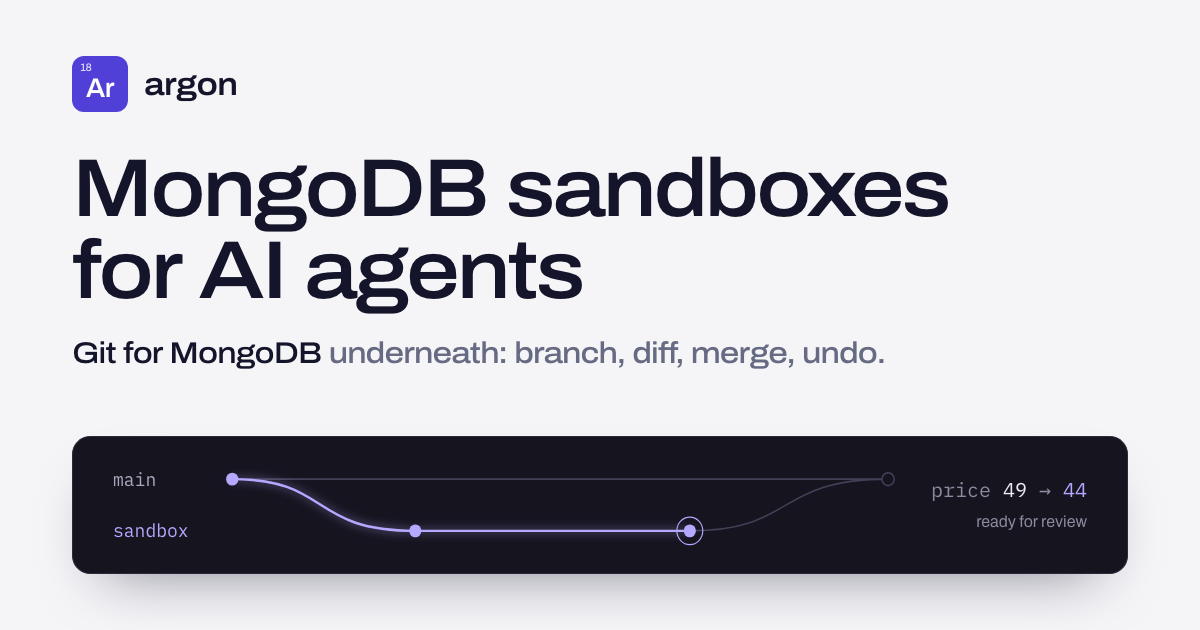 18
Ar
argon
MongoDB sandboxes
for AI agents
Git for MongoDB underneath: branch, diff, merge, undo.
main
sandbox
price 49 → 44
ready for review